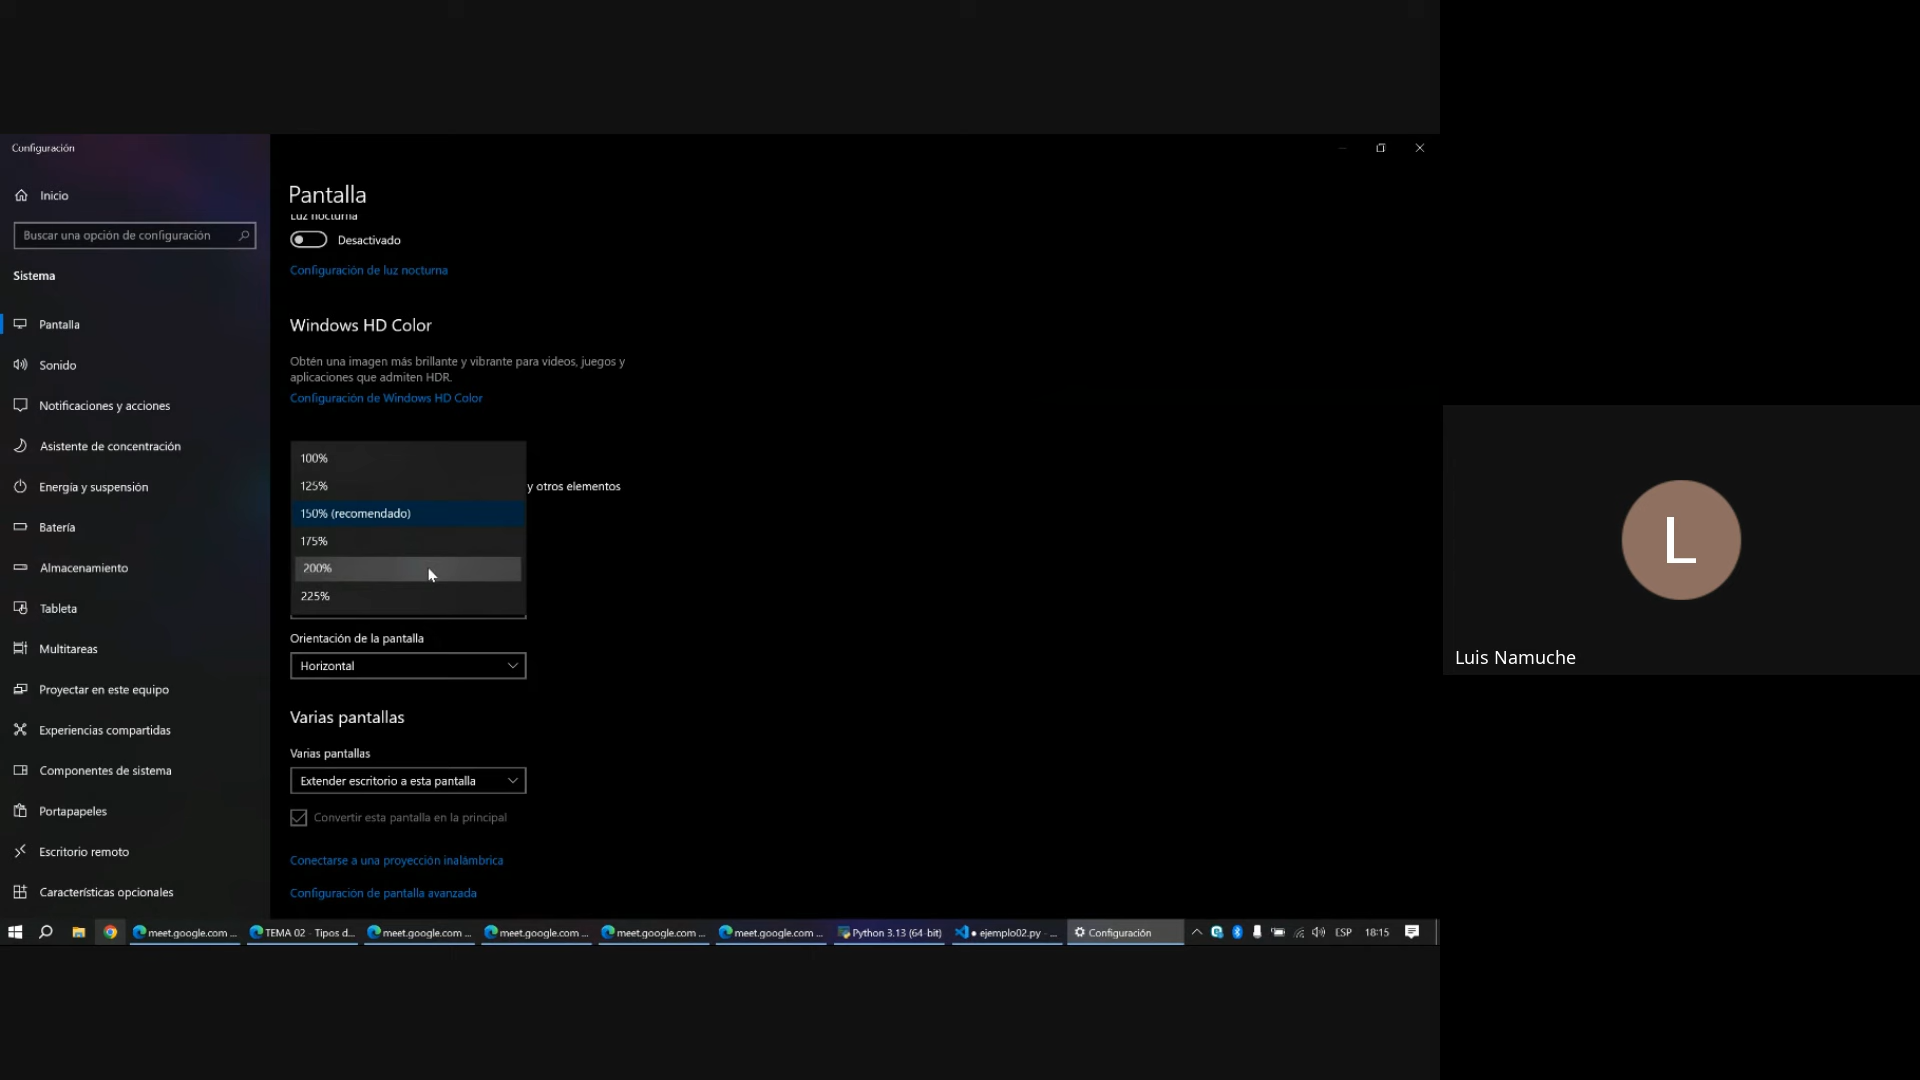 Configuración
Inicio
Buscar una opción de configuración
Sistema
Pantalla
Sonido
Notificaciones y acciones
Asistente de concentración
Energía y suspensión
Batería
Almacenamiento
Tableta
Multitareas
Proyectar en este equipo
Experiencias compartidas
Componentes de sistema
Portapapeles
Escritorio remoto
Características opcionales
Pantalla
Luz nocturna
Desactivado
Configuración de luz nocturna
Windows HD Color
Obtén una imagen más brillante y vibrante para videos, juegos y
aplicaciones que admiten HDR.
Configuración de Windows HD Color
100%
125%
y otros elementos
150% (recomendado)
175%
200%
225%
Orientación de la pantalla
Horizontal
Varias pantallas
Varias pantallas
Extender escritorio a esta pantalla
Convertir esta pantalla en la principal
Conectarse a una proyección inalámbrica
Configuración de pantalla avanzada
meet.google.com ...
TEMA 02 - Tipos d...
meet.google.com ...
meet.google.com ...
meet.google.com ...
meet.google.com ...
Python 3.13 (64-bit)
● ejemplo02.py - ...
Configuración
ESP
18:15
L
Luis Namuche